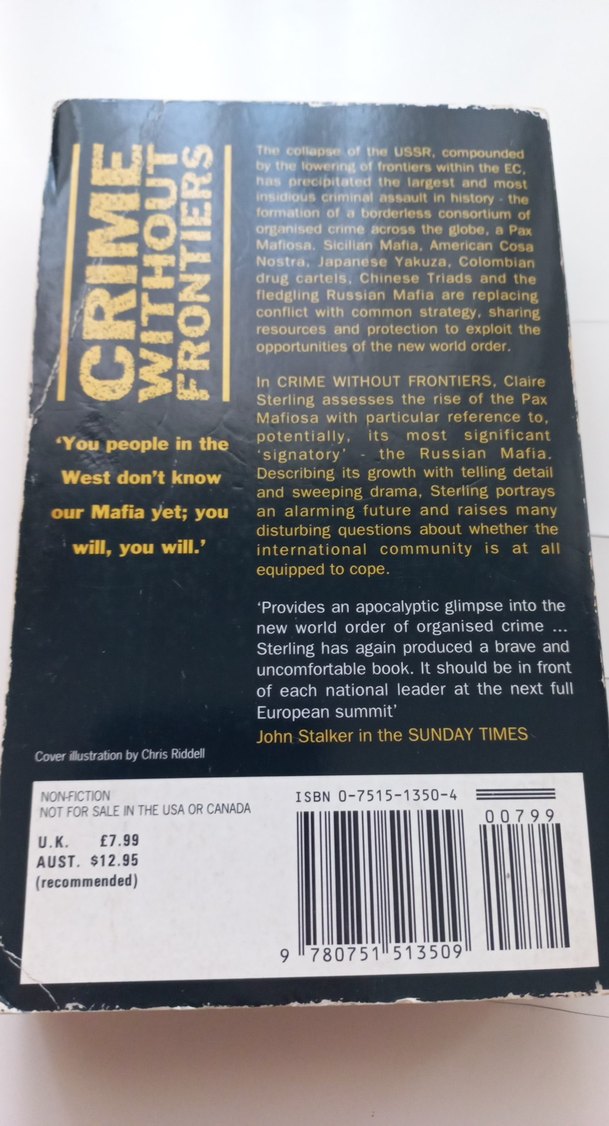 CRIME
WITHOUT
FRONTIERS
'You people in the
West don't know
our Mafia yet; you
will, you will.'
The collapse of the USSR, compounded
by the lowering of frontiers within the EC,
has precipitated the largest and most
insidious criminal assault in history - the
formation of a borderless consortium of
organised crime across the globe, a Pax
Mafiosa. Sicilian Mafia, American Cosa
Nostra, Japanese Yakuza, Colombian
drug cartels, Chinese Triads and the
fledgling Russian Mafia are replacing
conflict with common strategy, sharing
resources and protection to exploit the
opportunities of the new world order.
In CRIME WITHOUT FRONTIERS, Claire
Sterling assesses the rise of the Pax
Mafiosa with particular reference to,
potentially, its most significant
'signatory' - the Russian Mafia.
Describing its growth with telling detail
and sweeping drama, Sterling portrays
an alarming future and raises many
disturbing questions about whether the
international community is at all
equipped to cope.
'Provides an apocalyptic glimpse into the
new world order of organised crime ...
Sterling has again produced a brave and
uncomfortable book. It should be in front
of each national leader at the next full
European summit'
John Stalker in the SUNDAY TIMES
Cover illustration by Chris Riddell
NON-FICTION
NOT FOR SALE IN THE USA OR CANADA
U.K. £7.99
AUST. $12.95
(recommended)
ISBN 0-7515-1350-4
00799
9 780751 513509